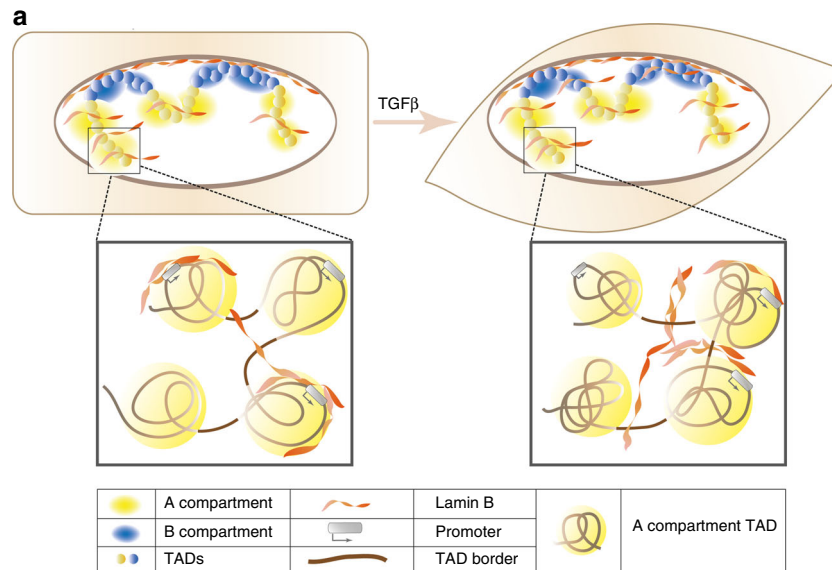 a
TGFβ
A compartment
Lamin B
A compartment TAD
B compartment
Promoter
TADs
TAD border